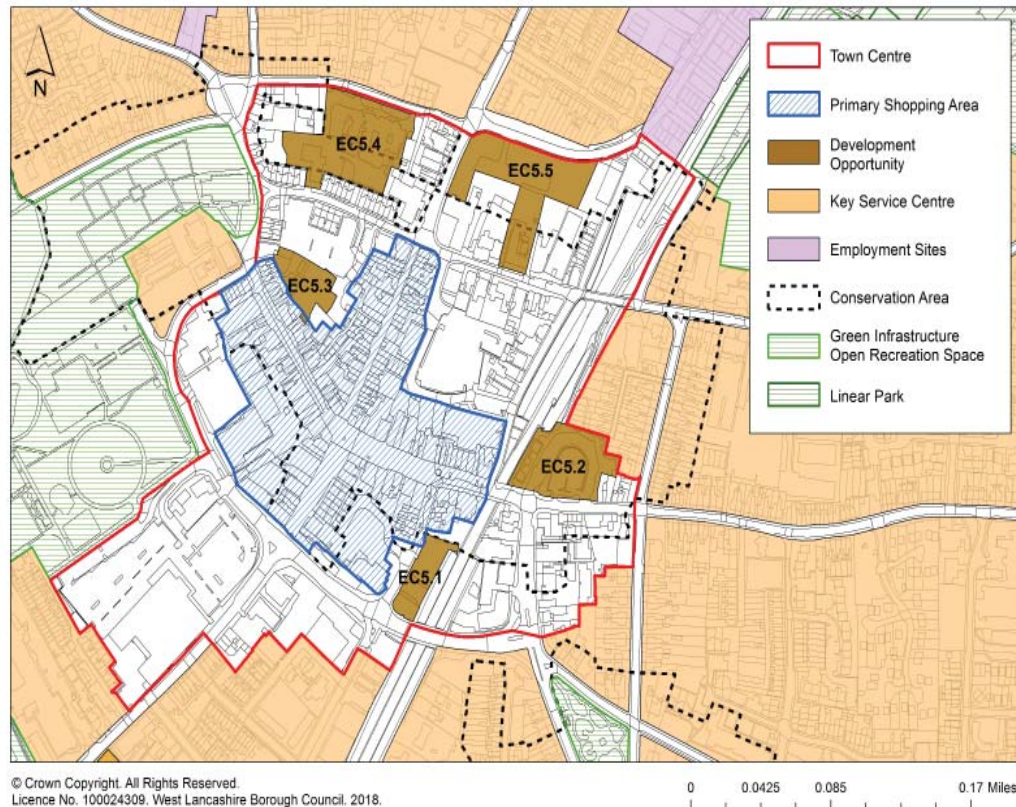 Town Centre
Primary Shopping Area
Development
Opportunity
Key Service Centre
Employment Sites
Conservation Area
Green Infrastructure
Open Recreation Space
Linear Park
N
EC5.4
EC5.5
EC5.3
EC5.2
EC5.1
© Crown Copyright. All Rights Reserved.
Licence No. 100024309. West Lancashire Borough Council. 2018.
0 0.0425 0.085 0.17 Miles